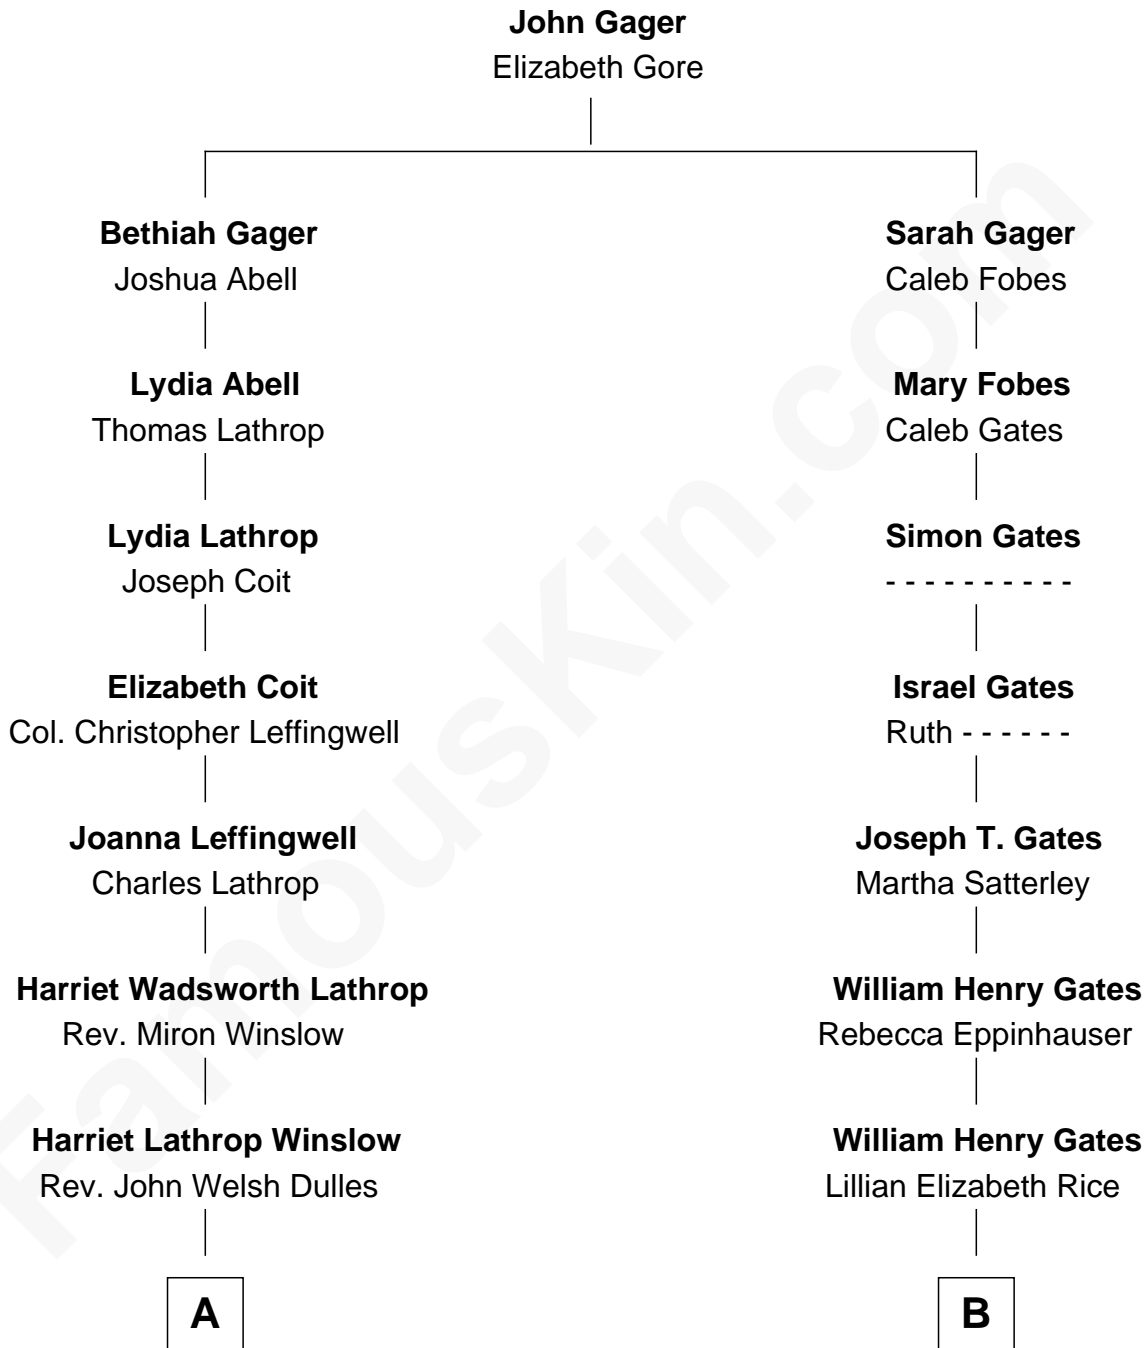 John Gager
Elizabeth Gore
Bethiah Gager
Joshua Abell
Sarah Gager
Caleb Fobes
Lydia Abell
Thomas Lathrop
Mary Fobes
Caleb Gates
Lydia Lathrop
Joseph Coit
Simon Gates
- - - - - - - - - -
Elizabeth Coit
Col. Christopher Leffingwell
Israel Gates
Ruth - - - - - -
Joanna Leffingwell
Charles Lathrop
Joseph T. Gates
Martha Satterley
Harriet Wadsworth Lathrop
Rev. Miron Winslow
William Henry Gates
Rebecca Eppinhauser
Harriet Lathrop Winslow
Rev. John Welsh Dulles
William Henry Gates
Lillian Elizabeth Rice
A
B
FamousKin.com